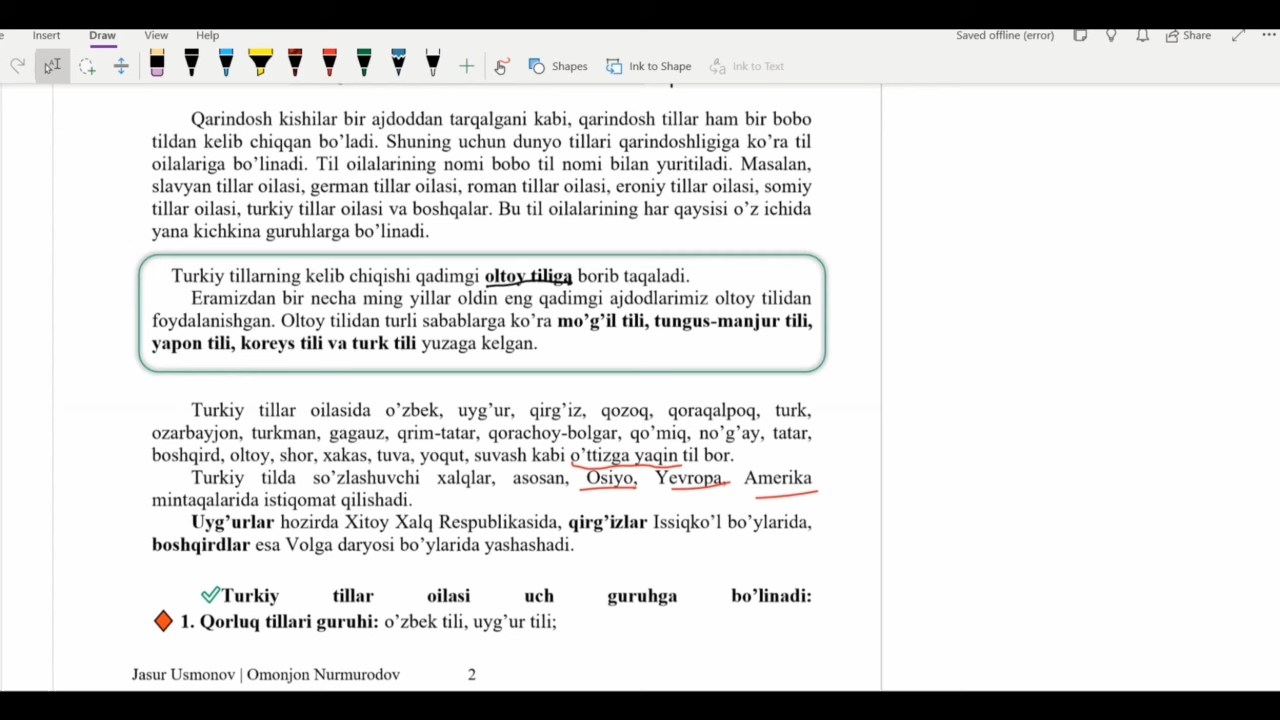 Insert Draw View Help Saved offline (error) Share
Shapes Ink to Shape Ink to Text
Qarindosh kishilar bir ajdoddan tarqalgani kabi, qarindosh tillar ham bir bobo
tildan kelib chiqqan bo’ladi. Shuning uchun dunyo tillari qarindoshligiga ko’ra til
oilalariga bo’linadi. Til oilalarining nomi bobo til nomi bilan yuritiladi. Masalan,
slavyan tillar oilasi, german tillar oilasi, roman tillar oilasi, eroniy tillar oilasi, somiy
tillar oilasi, turkiy tillar oilasi va boshqalar. Bu til oilalarining har qaysisi o’z ichida
yana kichkina guruhlarga bo’linadi.
Turkiy tillarning kelib chiqishi qadimgi oltoy tiliga borib taqaladi.
Eramizdan bir necha ming yillar oldin eng qadimgi ajdodlarimiz oltoy tilidan
foydalanishgan. Oltoy tilidan turli sabablarga ko’ra mo’g’il tili, tungus-manjur tili,
yapon tili, koreys tili va turk tili yuzaga kelgan.
Turkiy tillar oilasida o’zbek, uyg’ur, qirg’iz, qozoq, qoraqalpoq, turk,
ozarbayjon, turkman, gagauz, qrim-tatar, qorachoy-bolgar, qo’miq, no’g’ay, tatar,
boshqird, oltoy, shor, xakas, tuva, yoqut, suvash kabi o’ttizga yaqin til bor.
Turkiy tilda so’zlashuvchi xalqlar, asosan, Osiyo, Yevropa, Amerika
mintaqalarida istiqomat qilishadi.
Uyg’urlar hozirda Xitoy Xalq Respublikasida, qirg’izlar Issiqko’l bo’ylarida,
boshqirdlar esa Volga daryosi bo’ylarida yashashadi.
Turkiy tillar oilasi uch guruhga bo’linadi:
1. Qorluq tillari guruhi: o’zbek tili, uyg’ur tili;
Jasur Usmonov | Omonjon Nurmurodov 2